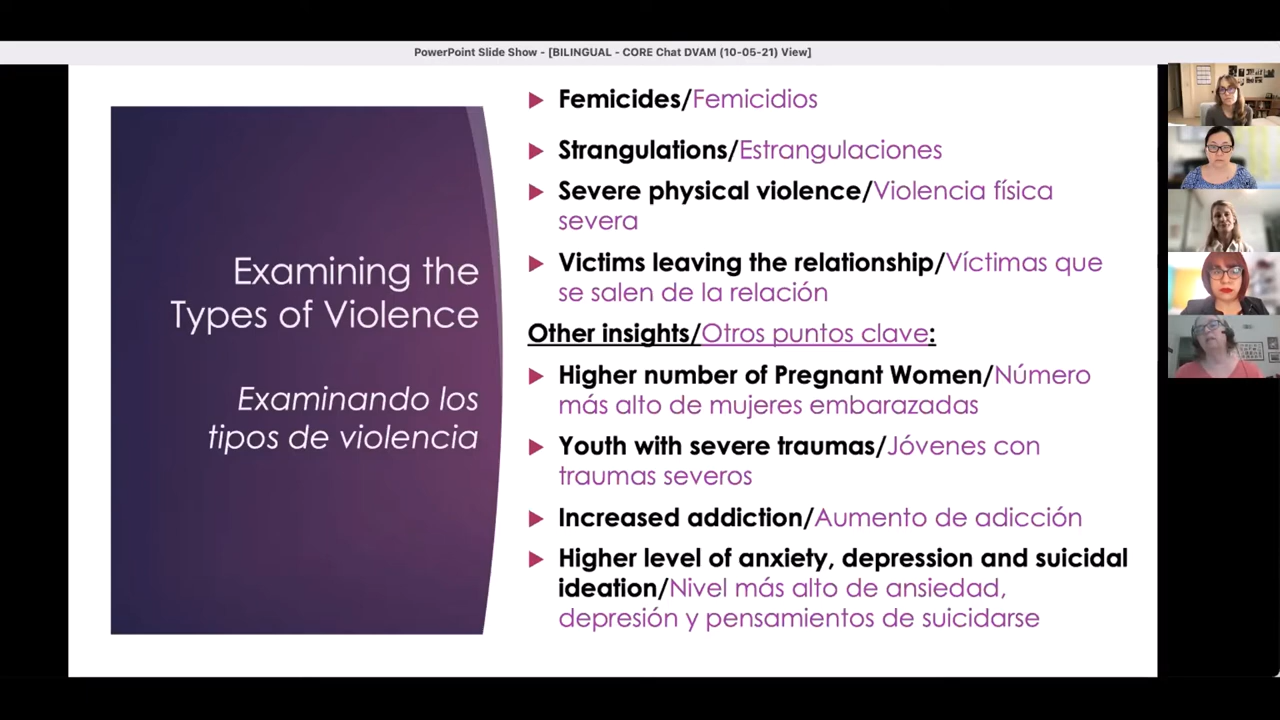 PowerPoint Slide Show - [BILINGUAL - CORE Chat DVAM (10-05-21) View]
Examining the
Types of Violence
Examinando los
tipos de violencia
Femicides/Femicidios
Strangulations/Estrangulaciones
Severe physical violence/Violencia física
severa
Victims leaving the relationship/Víctimas que
se salen de la relación
Other insights/Otros puntos clave:
Higher number of Pregnant Women/Número
más alto de mujeres embarazadas
Youth with severe traumas/Jóvenes con
traumas severos
Increased addiction/Aumento de adicción
Higher level of anxiety, depression and suicidal
ideation/Nivel más alto de ansiedad,
depresión y pensamientos de suicidarse